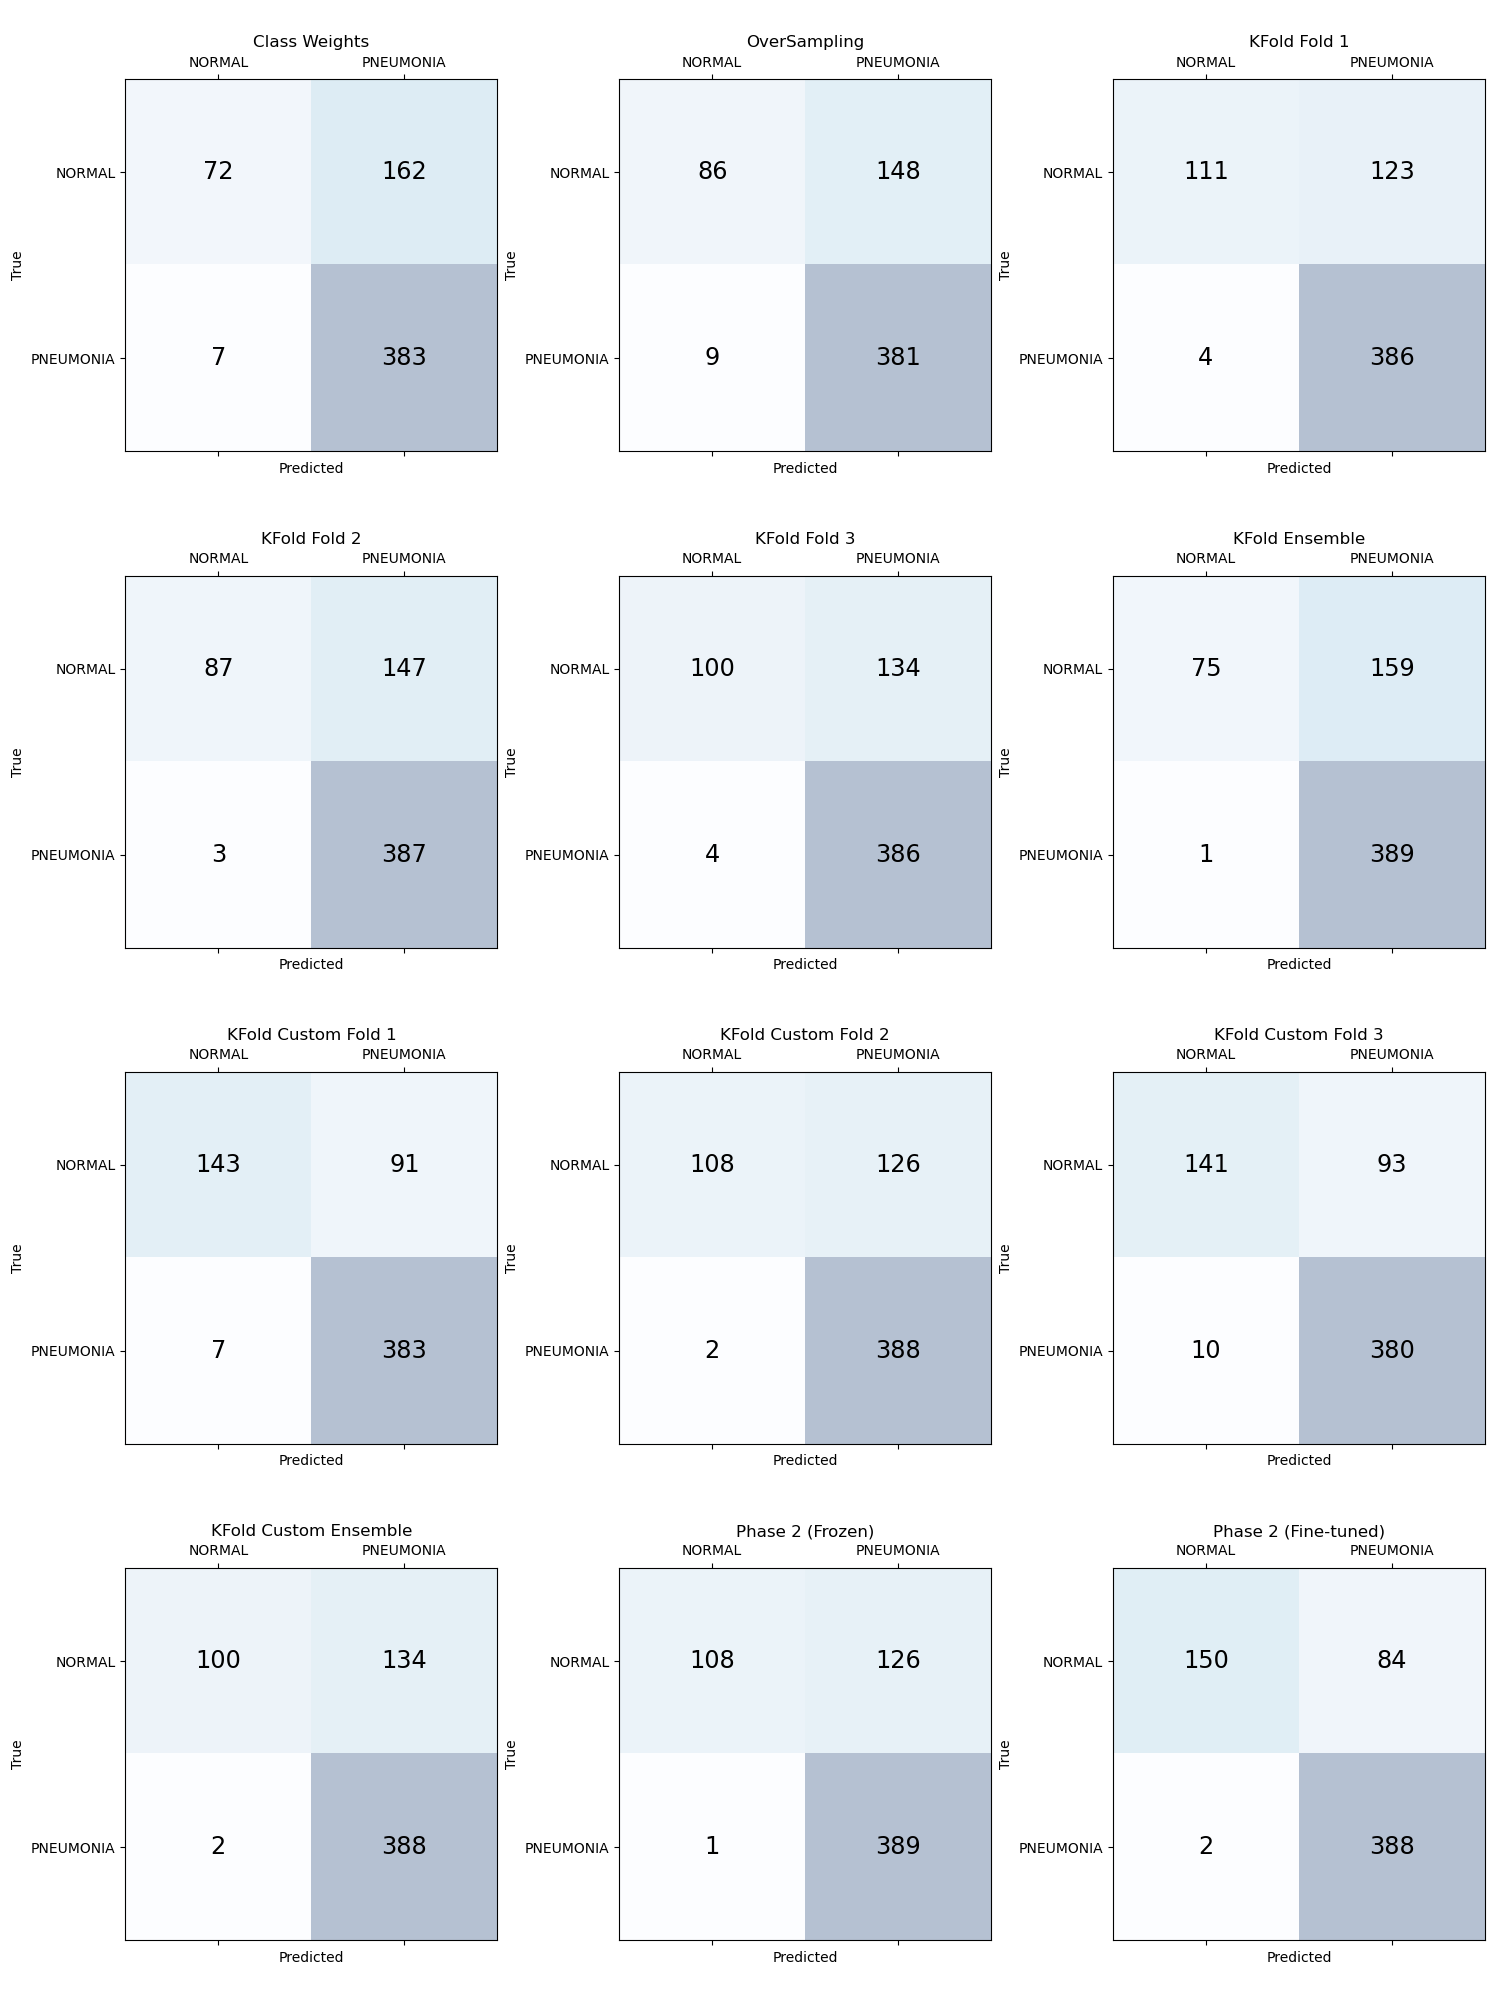 Class Weights
NORMAL PNEUMONIA
NORMAL 72 162
True
PNEUMONIA 7 383
Predicted
OverSampling
NORMAL PNEUMONIA
NORMAL 86 148
True
PNEUMONIA 9 381
Predicted
KFold Fold 1
NORMAL PNEUMONIA
NORMAL 111 123
True
PNEUMONIA 4 386
Predicted
KFold Fold 2
NORMAL PNEUMONIA
NORMAL 87 147
True
PNEUMONIA 3 387
Predicted
KFold Fold 3
NORMAL PNEUMONIA
NORMAL 100 134
True
PNEUMONIA 4 386
Predicted
KFold Ensemble
NORMAL PNEUMONIA
NORMAL 75 159
True
PNEUMONIA 1 389
Predicted
KFold Custom Fold 1
NORMAL PNEUMONIA
NORMAL 143 91
True
PNEUMONIA 7 383
Predicted
KFold Custom Fold 2
NORMAL PNEUMONIA
NORMAL 108 126
True
PNEUMONIA 2 388
Predicted
KFold Custom Fold 3
NORMAL PNEUMONIA
NORMAL 141 93
True
PNEUMONIA 10 380
Predicted
KFold Custom Ensemble
NORMAL PNEUMONIA
NORMAL 100 134
True
PNEUMONIA 2 388
Predicted
Phase 2 (Frozen)
NORMAL PNEUMONIA
NORMAL 108 126
True
PNEUMONIA 1 389
Predicted
Phase 2 (Fine-tuned)
NORMAL PNEUMONIA
NORMAL 150 84
True
PNEUMONIA 2 388
Predicted